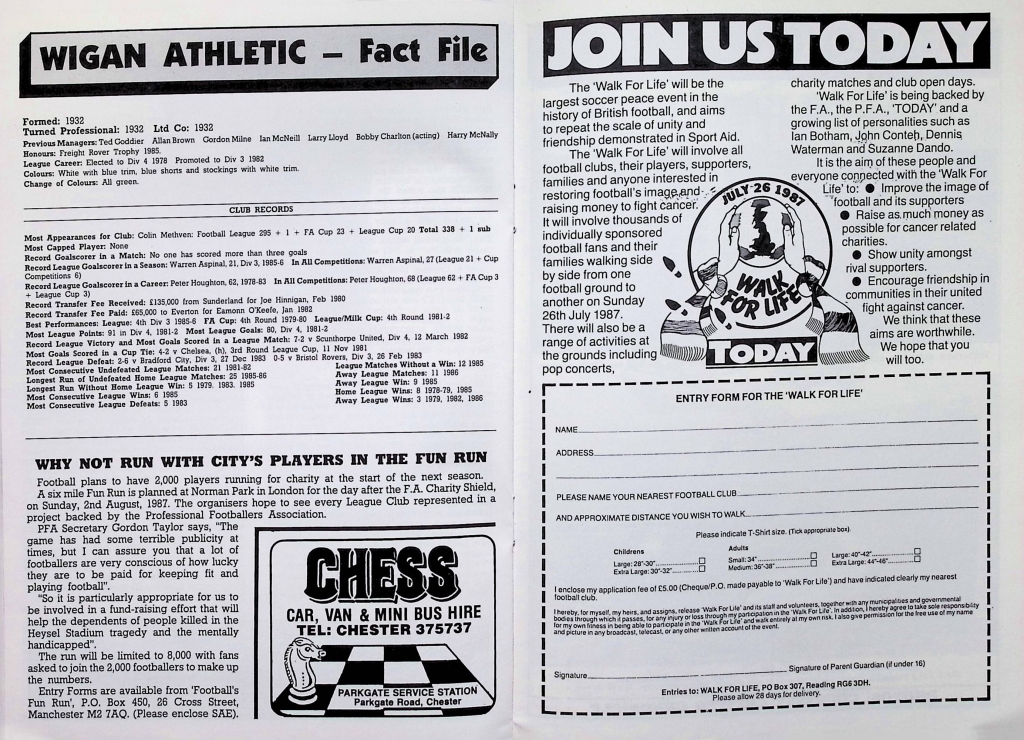 WIGAN ATHLETIC – Fact File
Formed: 1932
Turned Professional: 1932 Ltd Co: 1932
Previous Managers: Ted Goddier Allan Brown Gordon Milne Ian McNeill Larry Lloyd Bobby Charlton (acting) Harry McNally
Honours: Freight Rover Trophy 1985.
League Career: Elected to Div 4 1978 Promoted to Div 3 1982
Colours: White with blue trim, blue shorts and stockings with white trim.
Change of Colours: All green.
CLUB RECORDS
Most Appearances for Club: Colin Methven: Football League 295 + 1 + FA Cup 23 + League Cup 20 Total 338 + 1 sub
Most Capped Player: None
Record Goalscorer in a Match: No one has scored more than three goals
Record League Goalscorer in a Season: Warren Aspinal, 21, Div 3, 1985-6 In All Competitions: Warren Aspinal, 27 (League 21 + Cup
Competitions 6)
Record League Goalscorer in a Career: Peter Houghton, 62, 1978-83 In All Competitions: Peter Houghton, 68 (League 62 + FA Cup 3
+ League Cup 3)
Record Transfer Fee Received: £135,000 from Sunderland for Joe Hinnigan, Feb 1980
Record Transfer Fee Paid: £65,000 to Everton for Eamonn O'Keefe, Jan 1982
Best Performances: League: 4th Div 3 1985-6 FA Cup: 4th Round 1979-80 League/Milk Cup: 4th Round 1981-2
Most League Points: 91 in Div 4, 1981-2 Most League Goals: 80, Div 4, 1981-2
Record League Victory and Most Goals Scored in a League Match: 7-2 v Scunthorpe United, Div 4, 12 March 1982
Most Goals Scored in a Cup Tie: 4-2 v Chelsea, (h), 3rd Round League Cup, 11 Nov 1981
Record League Defeat: 2-6 v Bradford City, Div 3, 27 Dec 1983 0-5 v Bristol Rovers, Div 3, 26 Feb 1983
Most Consecutive Undefeated League Matches: 21 1981-82 League Matches Without a Win: 12 1985
Longest Run of Undefeated Home League Matches: 25 1985-86 Away League Matches: 11 1986
Longest Run Without Home League Win: 5 1979, 1983, 1985 Away League Win: 9 1985
Most Consecutive League Wins: 6 1985 Home League Wins: 8 1978-79, 1985
Most Consecutive League Defeats: 5 1983 Away League Wins: 3 1979, 1982, 1986
WHY NOT RUN WITH CITY'S PLAYERS IN THE FUN RUN
Football plans to have 2,000 players running for charity at the start of the next season.
A six mile Fun Run is planned at Norman Park in London for the day after the F.A. Charity Shield,
on Sunday, 2nd August, 1987. The organisers hope to see every League Club represented in a
project backed by the Professional Footballers Association.
PFA Secretary Gordon Taylor says, "The
game has had some terrible publicity at
times, but I can assure you that a lot of
footballers are very conscious of how lucky
they are to be paid for keeping fit and
playing football".
"So it is particularly appropriate for us to
be involved in a fund-raising effort that will
help the dependents of people killed in the
Heysel Stadium tragedy and the mentally
handicapped".
The run will be limited to 8,000 with fans
asked to join the 2,000 footballers to make up
the numbers.
Entry Forms are available from 'Football's
Fun Run', P.O. Box 450, 26 Cross Street,
Manchester M2 7AQ. (Please enclose SAE).
CHESS
CAR, VAN & MINI BUS HIRE
TEL: CHESTER 375737
PARKGATE SERVICE STATION
Parkgate Road, Chester
JOIN US TODAY
The 'Walk For Life' will be the
largest soccer peace event in the
history of British football, and aims
to repeat the scale of unity and
friendship demonstrated in Sport Aid.
The 'Walk For Life' will involve all
football clubs, their players, supporters,
families and anyone interested in
restoring football's image and
raising money to fight cancer.
It will involve thousands of
individually sponsored
football fans and their
families walking side
by side from one
football ground to
another on Sunday
26th July 1987.
There will also be a
range of activities at
the grounds including
pop concerts,
charity matches and club open days.
'Walk For Life' is being backed by
the F.A., the P.F.A., 'TODAY' and a
growing list of personalities such as
Ian Botham, John Conteh, Dennis
Waterman and Suzanne Dando.
It is the aim of these people and
everyone connected with the 'Walk For
Life' to: ● Improve the image of
football and its supporters
● Raise as much money as
possible for cancer related
charities.
● Show unity amongst
rival supporters.
● Encourage friendship in
communities in their united
fight against cancer.
We think that these
aims are worthwhile.
We hope that you
will too.
JULY 26 1987
WALK
FOR LIFE
TODAY
ENTRY FORM FOR THE 'WALK FOR LIFE'
NAME
ADDRESS
PLEASE NAME YOUR NEAREST FOOTBALL CLUB
AND APPROXIMATE DISTANCE YOU WISH TO WALK
Please indicate T-Shirt size. (Tick appropriate box).
Childrens Adults
Large: 28"-30" Small: 34" Large: 40"-42"
Extra Large: 30"-32" Medium: 36"-38" Extra Large: 44"-46"
I enclose my application fee of £5.00 (Cheque/P.O. made payable to 'Walk For Life') and have indicated clearly my nearest
football club.
I hereby, for myself, my heirs, and assigns, release 'Walk For Life' and its staff and volunteers, together with any municipalities and governmental
bodies through which it passes, for any injury or loss through my participation in the 'Walk For Life'. In addition, I hereby agree to take sole responsibility
for my own fitness in being able to participate in the 'Walk For Life' and walk entirely at my own risk. I also give permission for the free use of my name
and picture in any broadcast, telecast, or any other written account of the event.
Signature Signature of Parent Guardian (if under 16)
Entries to: WALK FOR LIFE, PO Box 307, Reading RG6 3DH.
Please allow 28 days for delivery.